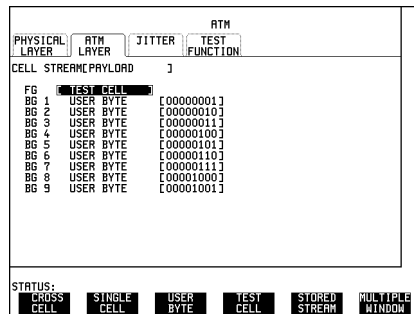 ATM
PHYSICAL LAYER
ATM LAYER
JITTER
TEST FUNCTION
CELL STREAM[PAYLOAD ]
FG [ TEST CELL ]
BG 1 USER BYTE [00000001]
BG 2 USER BYTE [00000010]
BG 3 USER BYTE [00000011]
BG 4 USER BYTE [00000100]
BG 5 USER BYTE [00000101]
BG 6 USER BYTE [00000110]
BG 7 USER BYTE [00000111]
BG 8 USER BYTE [00001000]
BG 9 USER BYTE [00001001]
STATUS:
CROSS CELL
SINGLE CELL
USER BYTE
TEST CELL
STORED STREAM
MULTIPLE WINDOW